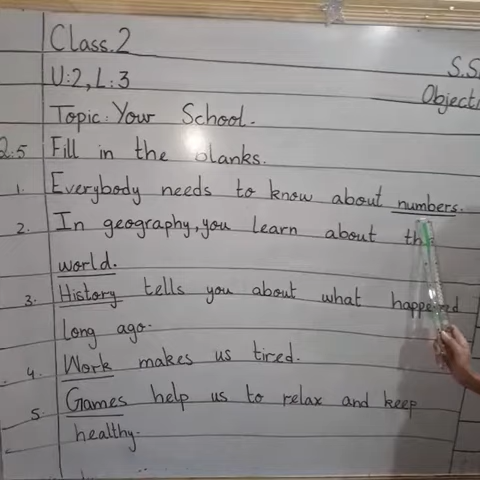 Class.2
S.S
U:2, L:3
Object
Topic: Your School.
2.5 Fill in the blanks.
1. Everybody needs to know about numbers.
2. In geography, you learn about the
world.
3. History tells you about what happened
long ago.
4. Work makes us tired.
5. Games help us to relax and keep
healthy.